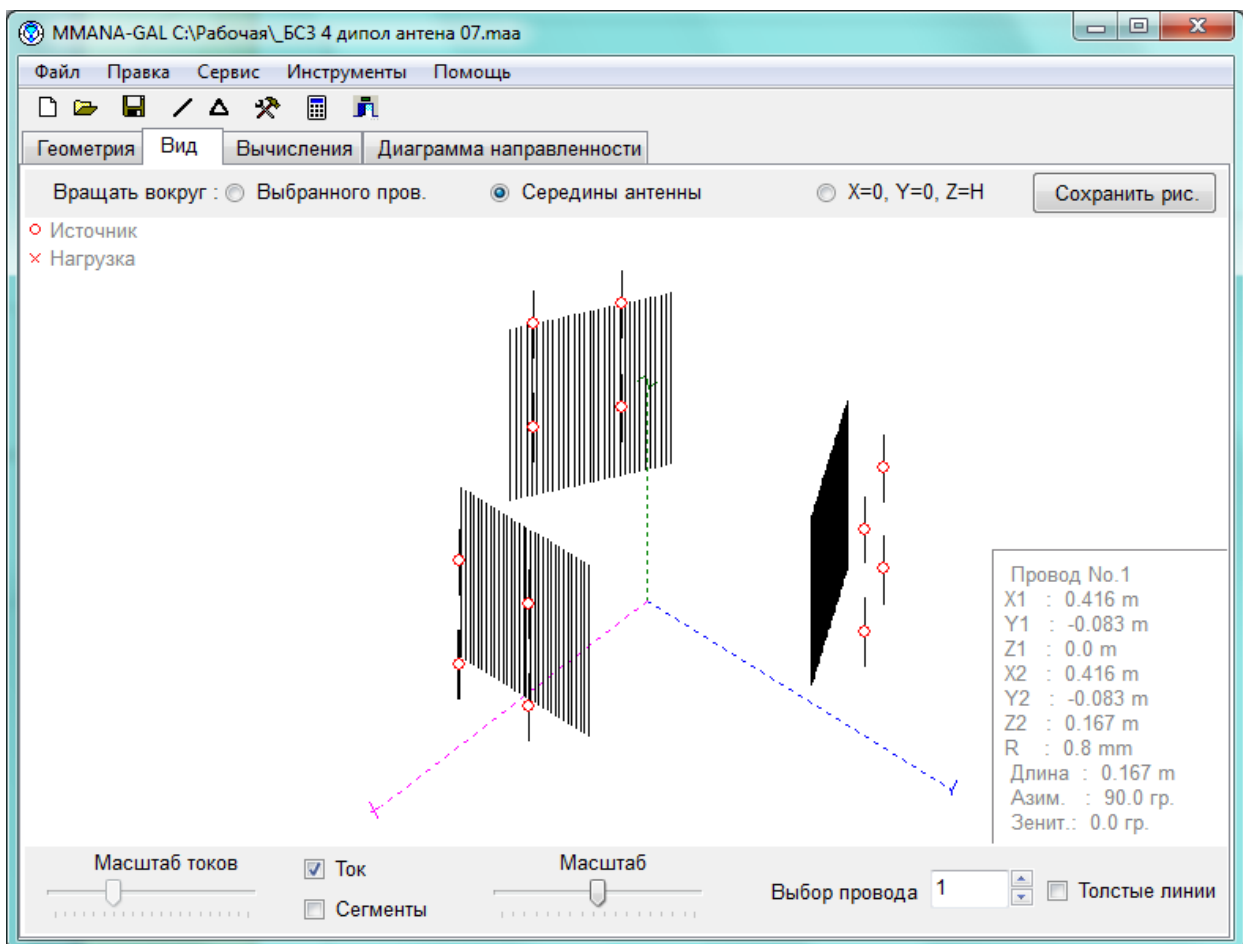 MMANA-GAL C:\Рабочая\_БС3 4 дипол антена 07.maa
Файл Правка Сервис Инструменты Помощь
Геометрия Вид Вычисления Диаграмма направленности
Вращать вокруг : Выбранного пров. Середины антенны X=0, Y=0, Z=H Сохранить рис.
Источник
Нагрузка
X
Y
Провод No.1
X1 : 0.416 m
Y1 : -0.083 m
Z1 : 0.0 m
X2 : 0.416 m
Y2 : -0.083 m
Z2 : 0.167 m
R : 0.8 mm
Длина : 0.167 m
Азим. : 90.0 гр.
Зенит.: 0.0 гр.
Масштаб токов Ток Масштаб
Сегменты
Выбор провода 1 Толстые линии